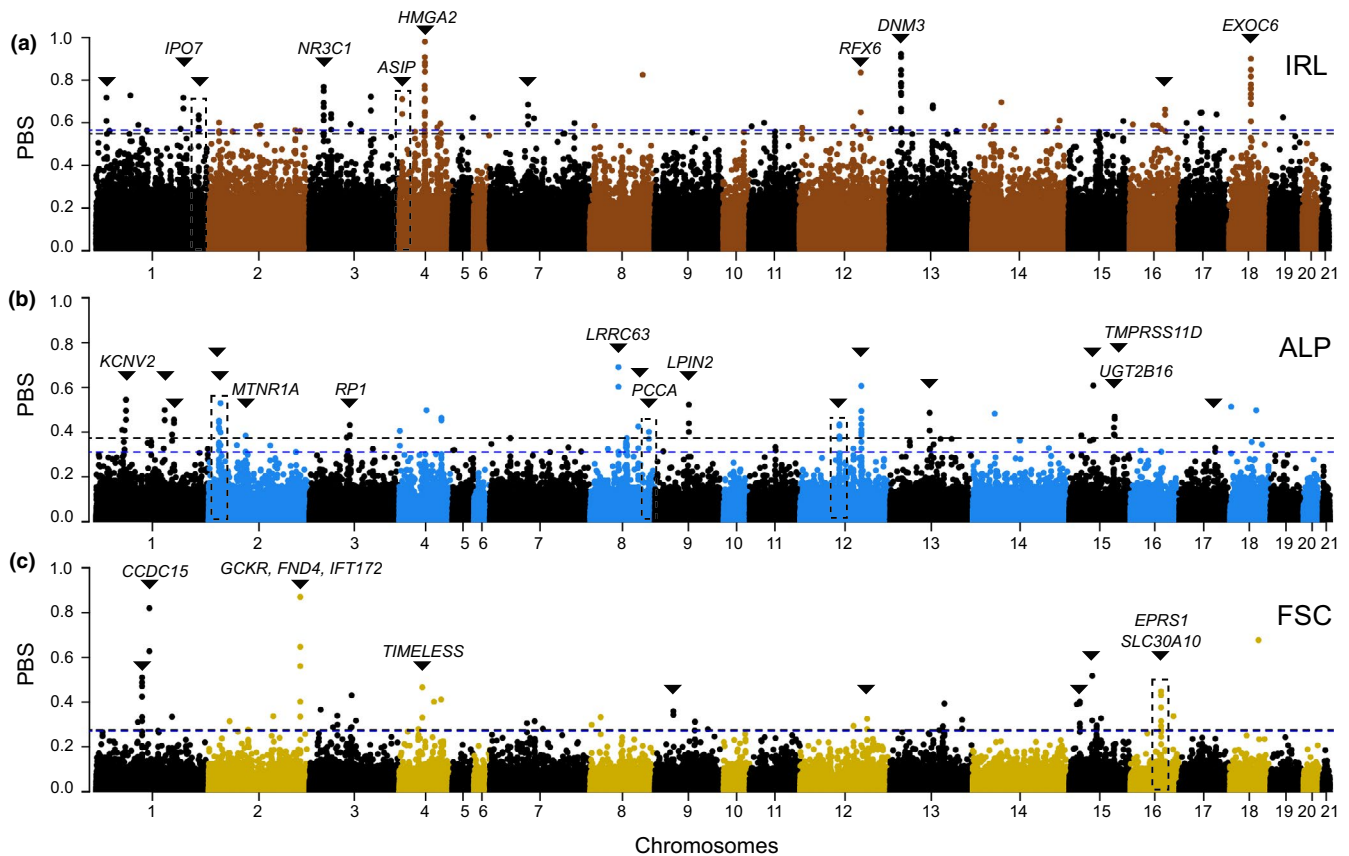 (a)
HMGA2
IPO7
NR3C1
DNM3
EXOC6
ASIP
RFX6
IRL
PBS
1.0
0.8
0.6
0.4
0.2
0.0
1 2 3 4 5 6 7 8 9 10 11 12 13 14 15 16 17 18 19 20 21
(b)
LRRC63
TMPRSS11D
KCNV2
LPIN2
ALP
MTNR1A
RP1
PCCA
UGT2B16
PBS
1.0
0.8
0.6
0.4
0.2
0.0
1 2 3 4 5 6 7 8 9 10 11 12 13 14 15 16 17 18 19 20 21
(c)
CCDC15
GCKR, FND4, IFT172
FSC
EPRS1
SLC30A10
TIMELESS
PBS
1.0
0.8
0.6
0.4
0.2
0.0
1 2 3 4 5 6 7 8 9 10 11 12 13 14 15 16 17 18 19 20 21
Chromosomes